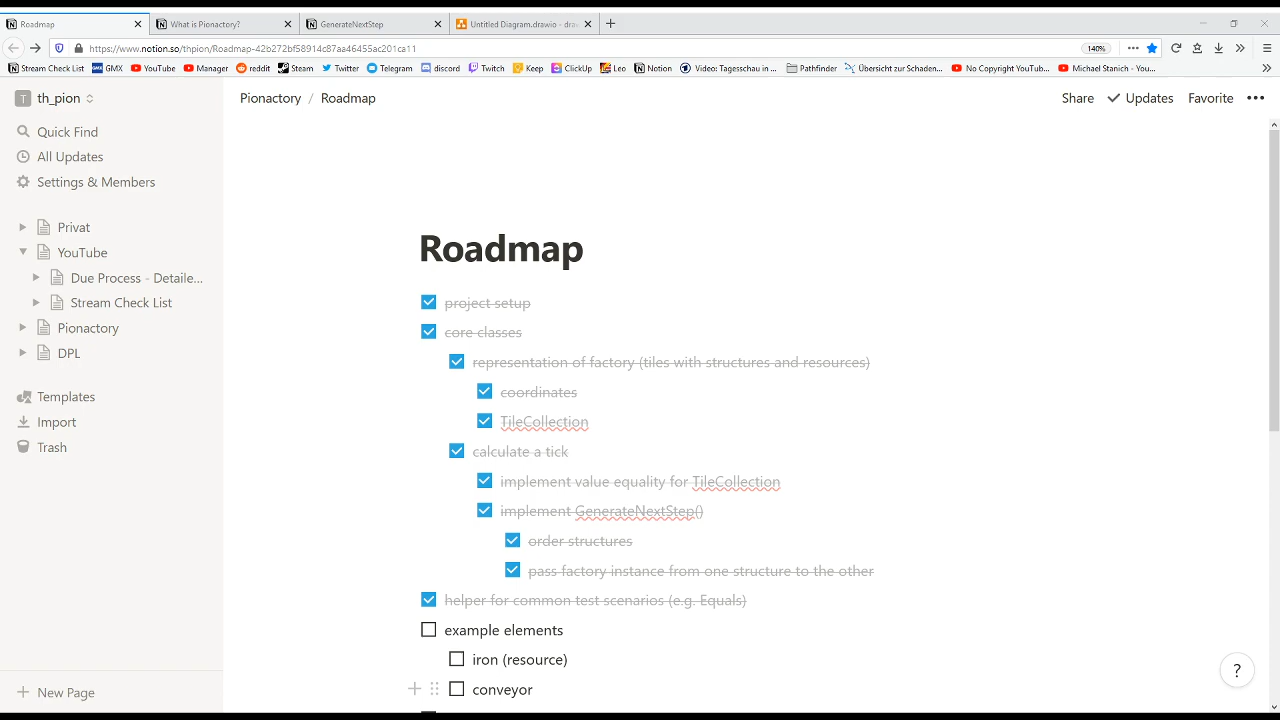 Roadmap
What is Pionactory?
GenerateNextStep
Untitled Diagram.drawio - dra
https://www.notion.so/thpion/Roadmap-42b272bf58914c87aa46455ac201ca11
140%
Stream Check List
GMX
YouTube
Manager
reddit
Steam
Twitter
Telegram
discord
Twitch
Keep
ClickUp
LoL
Notion
Video: Tagesschau in ...
Pathfinder
Übersicht zur Schaden...
No Copyright YouTub...
Michael Stanich - You...
T th_pion
Pionactory / Roadmap
Share
Updates
Favorite
Quick Find
All Updates
Settings & Members
Privat
YouTube
Due Process - Detaile...
Stream Check List
Pionactory
DPL
Templates
Import
Trash
New Page
Roadmap
project setup
core classes
representation of factory (tiles with structures and resources)
coordinates
TileCollection
calculate a tick
implement value equality for TileCollection
implement GenerateNextStep()
order structures
pass factory instance from one structure to the other
helper for common test scenarios (e.g. Equals)
example elements
iron (resource)
conveyor
?